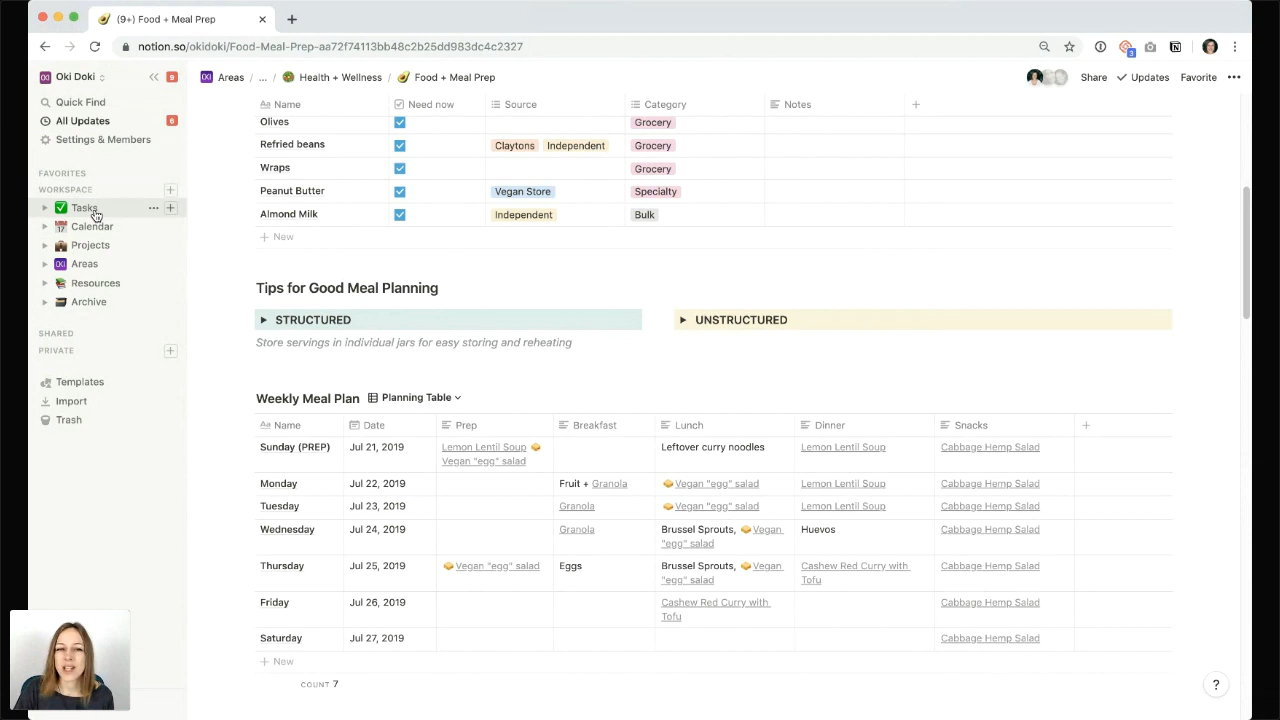 (9+) Food + Meal Prep
notion.so/okidoki/Food-Meal-Prep-aa72f74113bb48c2b25dd983dc4c2327
3
Oki Doki 9
Quick Find
All Updates 6
Settings & Members
FAVORITES
WORKSPACE
Tasks
Calendar
Projects
Areas
Resources
Archive
SHARED
PRIVATE
Templates
Import
Trash
Areas / ... / Health + Wellness / Food + Meal Prep
Share Updates Favorite
Name Need now Source Category Notes
Olives Grocery
Refried beans Claytons Independent Grocery
Wraps Grocery
Peanut Butter Vegan Store Specialty
Almond Milk Independent Bulk
New
Tips for Good Meal Planning
STRUCTURED UNSTRUCTURED
Store servings in individual jars for easy storing and reheating
Weekly Meal Plan Planning Table
Name Date Prep Breakfast Lunch Dinner Snacks
Sunday (PREP) Jul 21, 2019 Lemon Lentil Soup Leftover curry noodles Lemon Lentil Soup Cabbage Hemp Salad
Vegan "egg" salad
Monday Jul 22, 2019 Fruit + Granola Vegan "egg" salad Lemon Lentil Soup Cabbage Hemp Salad
Tuesday Jul 23, 2019 Granola Vegan "egg" salad Lemon Lentil Soup Cabbage Hemp Salad
Wednesday Jul 24, 2019 Granola Brussel Sprouts, Vegan Huevos Cabbage Hemp Salad
"egg" salad
Thursday Jul 25, 2019 Vegan "egg" salad Eggs Brussel Sprouts, Vegan Cashew Red Curry with Cabbage Hemp Salad
"egg" salad Tofu
Friday Jul 26, 2019 Cashew Red Curry with Cabbage Hemp Salad
Tofu
Saturday Jul 27, 2019 Cabbage Hemp Salad
New
COUNT 7
?